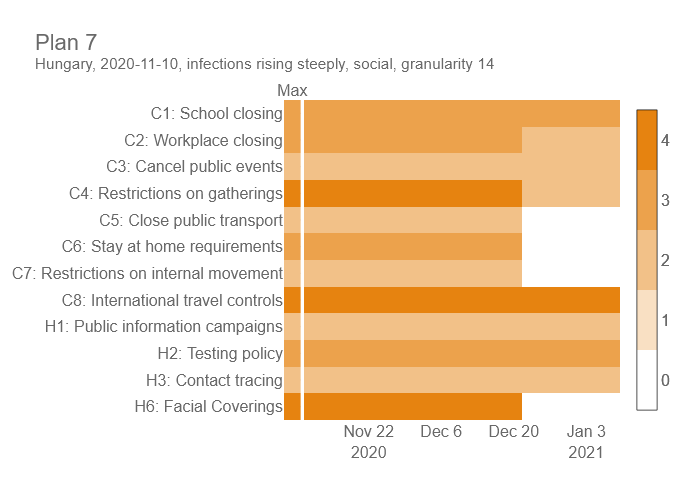 Plan 7
Hungary, 2020-11-10, infections rising steeply, social, granularity 14
Max
C1: School closing
C2: Workplace closing
C3: Cancel public events
C4: Restrictions on gatherings
C5: Close public transport
C6: Stay at home requirements
C7: Restrictions on internal movement
C8: International travel controls
H1: Public information campaigns
H2: Testing policy
H3: Contact tracing
H6: Facial Coverings
Nov 22 Dec 6 Dec 20 Jan 3
2020 2021
4
3
2
1
0